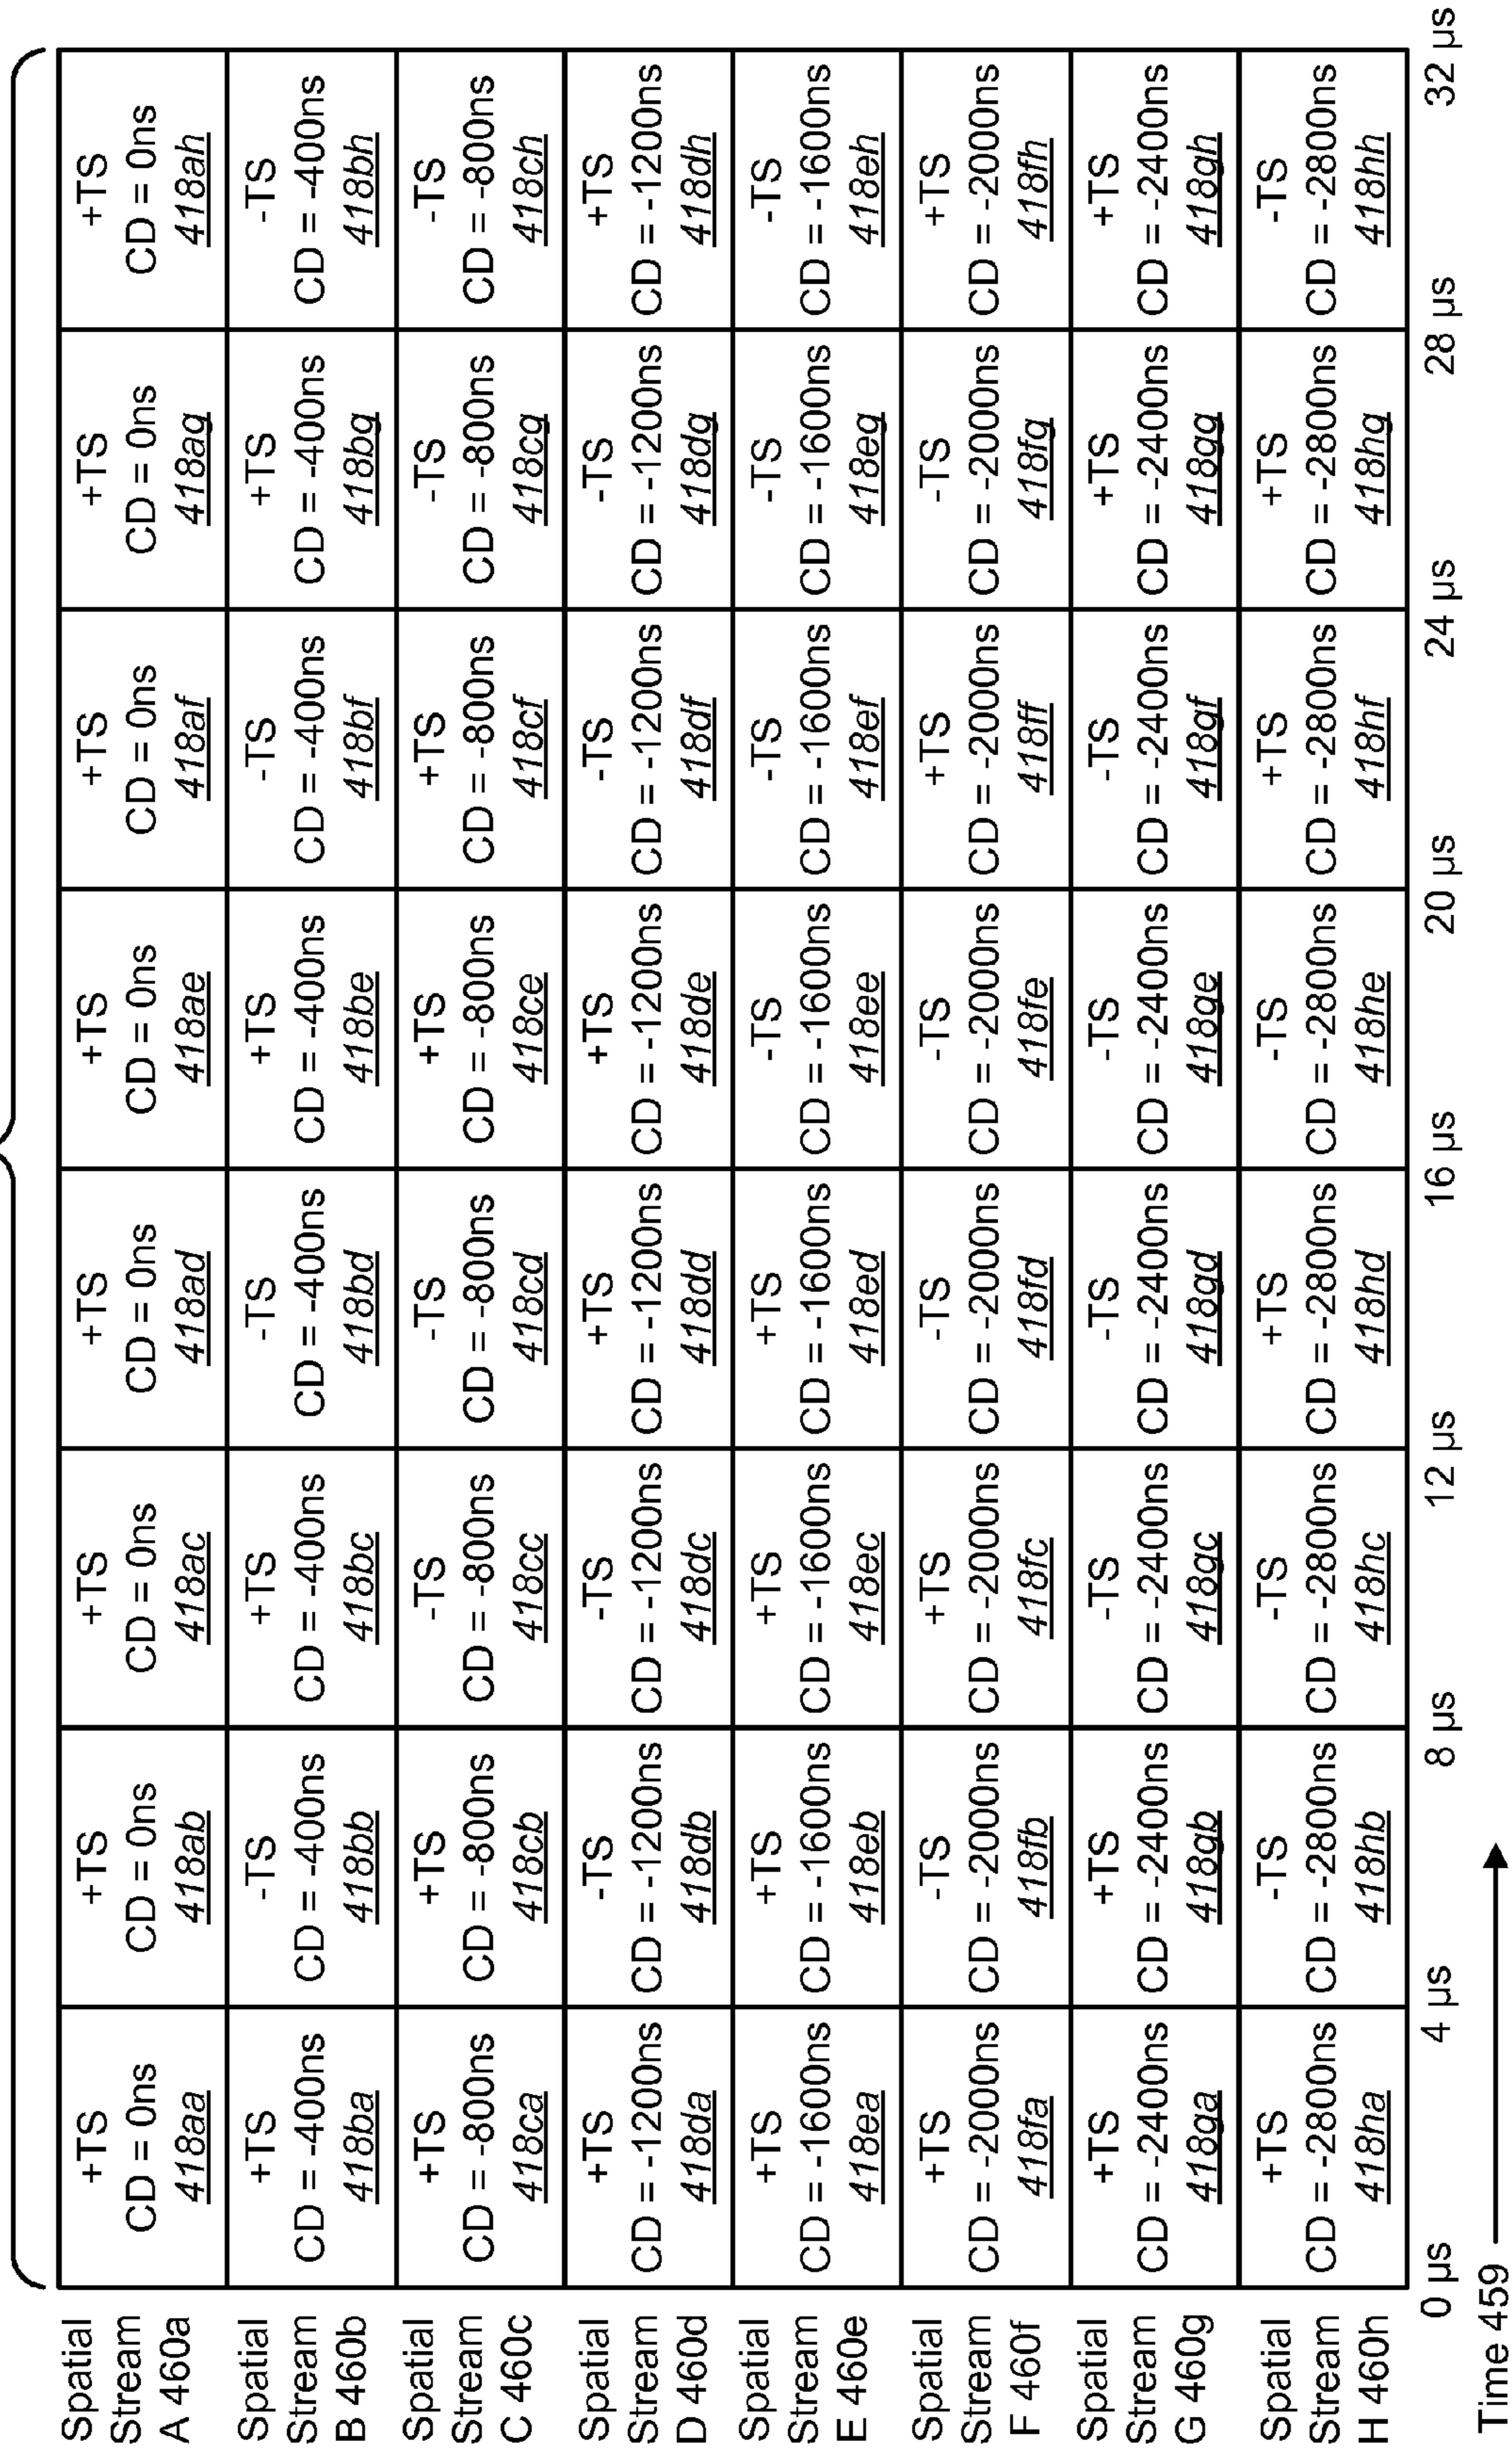 Spatial +TS +TS +TS +TS +TS +TS +TS +TS
Stream CD = 0ns CD = 0ns CD = 0ns CD = 0ns CD = 0ns CD = 0ns CD = 0ns CD = 0ns
A 460a 418aa 418ab 418ac 418ad 418ae 418af 418ag 418ah
Spatial +TS -TS +TS -TS +TS -TS +TS -TS
Stream CD = -400ns CD = -400ns CD = -400ns CD = -400ns CD = -400ns CD = -400ns CD = -400ns CD = -400ns
B 460b 418ba 418bb 418bc 418bd 418be 418bf 418bg 418bh
Spatial +TS +TS -TS -TS +TS +TS -TS -TS
Stream CD = -800ns CD = -800ns CD = -800ns CD = -800ns CD = -800ns CD = -800ns CD = -800ns CD = -800ns
C 460c 418ca 418cb 418cc 418cd 418ce 418cf 418cg 418ch
Spatial +TS -TS -TS +TS +TS -TS -TS +TS
Stream CD = -1200ns CD = -1200ns CD = -1200ns CD = -1200ns CD = -1200ns CD = -1200ns CD = -1200ns CD = -1200ns
D 460d 418da 418db 418dc 418dd 418de 418df 418dg 418dh
Spatial +TS +TS +TS +TS -TS -TS -TS -TS
Stream CD = -1600ns CD = -1600ns CD = -1600ns CD = -1600ns CD = -1600ns CD = -1600ns CD = -1600ns CD = -1600ns
E 460e 418ea 418eb 418ec 418ed 418ee 418ef 418eg 418eh
Spatial +TS -TS +TS -TS -TS +TS -TS +TS
Stream CD = -2000ns CD = -2000ns CD = -2000ns CD = -2000ns CD = -2000ns CD = -2000ns CD = -2000ns CD = -2000ns
F 460f 418fa 418fb 418fc 418fd 418fe 418ff 418fg 418fh
Spatial +TS +TS -TS -TS -TS -TS +TS +TS
Stream CD = -2400ns CD = -2400ns CD = -2400ns CD = -2400ns CD = -2400ns CD = -2400ns CD = -2400ns CD = -2400ns
G 460g 418ga 418gb 418gc 418gd 418ge 418gf 418gg 418gh
Spatial +TS -TS -TS +TS -TS +TS +TS -TS
Stream CD = -2800ns CD = -2800ns CD = -2800ns CD = -2800ns CD = -2800ns CD = -2800ns CD = -2800ns CD = -2800ns
H 460h 418ha 418hb 418hc 418hd 418he 418hf 418hg 418hh
0 µs 4 µs 8 µs 12 µs 16 µs 20 µs 24 µs 28 µs 32 µs
Time 459